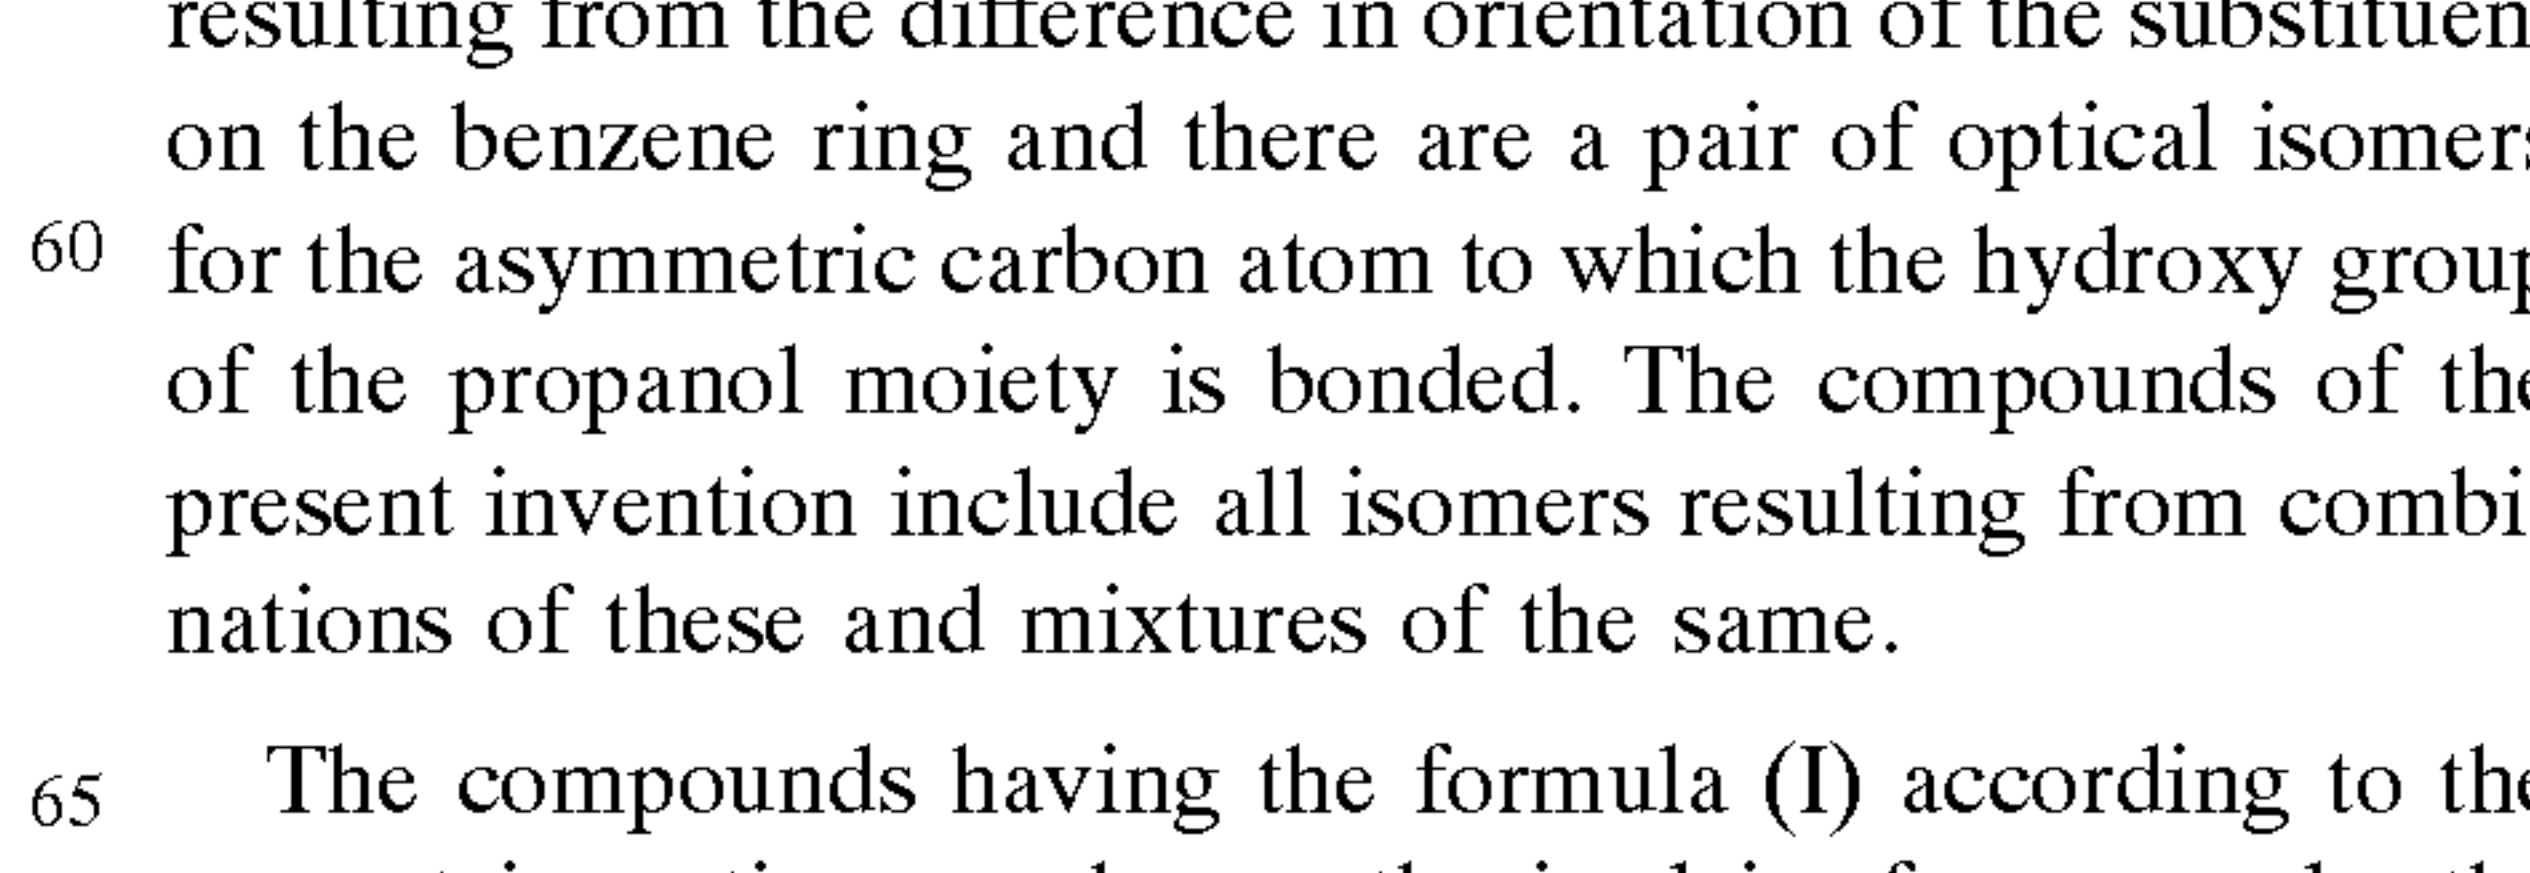 resulting from the difference in orientation of the substituen
on the benzene ring and there are a pair of optical isomers
60 for the asymmetric carbon atom to which the hydroxy group
of the propanol moiety is bonded. The compounds of the
present invention include all isomers resulting from combi
nations of these and mixtures of the same.
65 The compounds having the formula (I) according to the